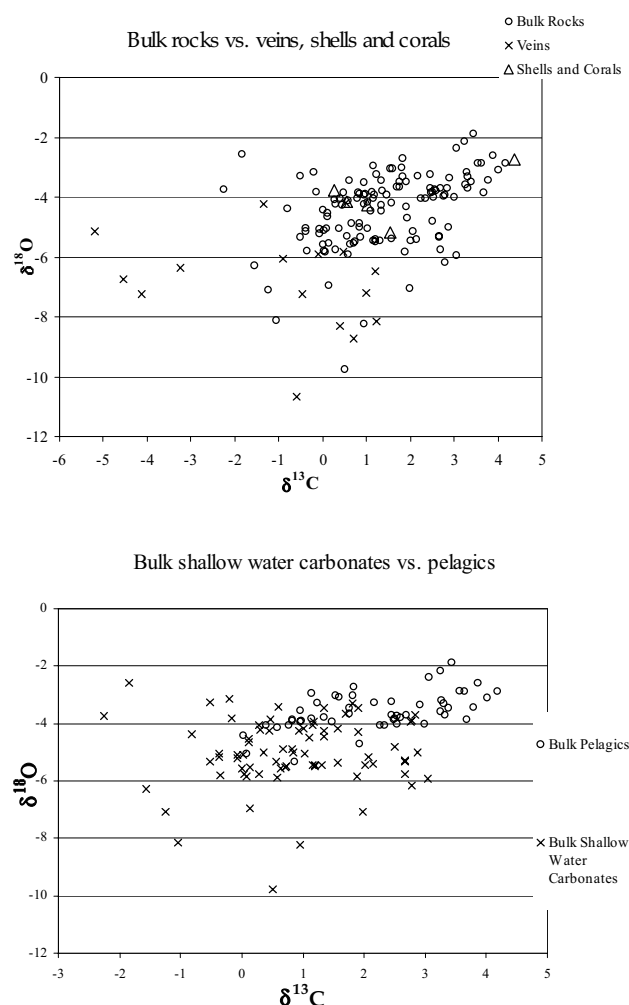 Bulk rocks vs. veins, shells and corals
Bulk Rocks
Veins
Shells and Corals
0
-2
-4
-6
-8
-10
-12
δ18O
-6 -5 -4 -3 -2 -1 0 1 2 3 4 5
δ13C
Bulk shallow water carbonates vs. pelagics
0
-2
-4
-6
-8
-10
-12
δ18O
Bulk Pelagics
Bulk Shallow
Water
Carbonates
-3 -2 -1 0 1 2 3 4 5
δ13C